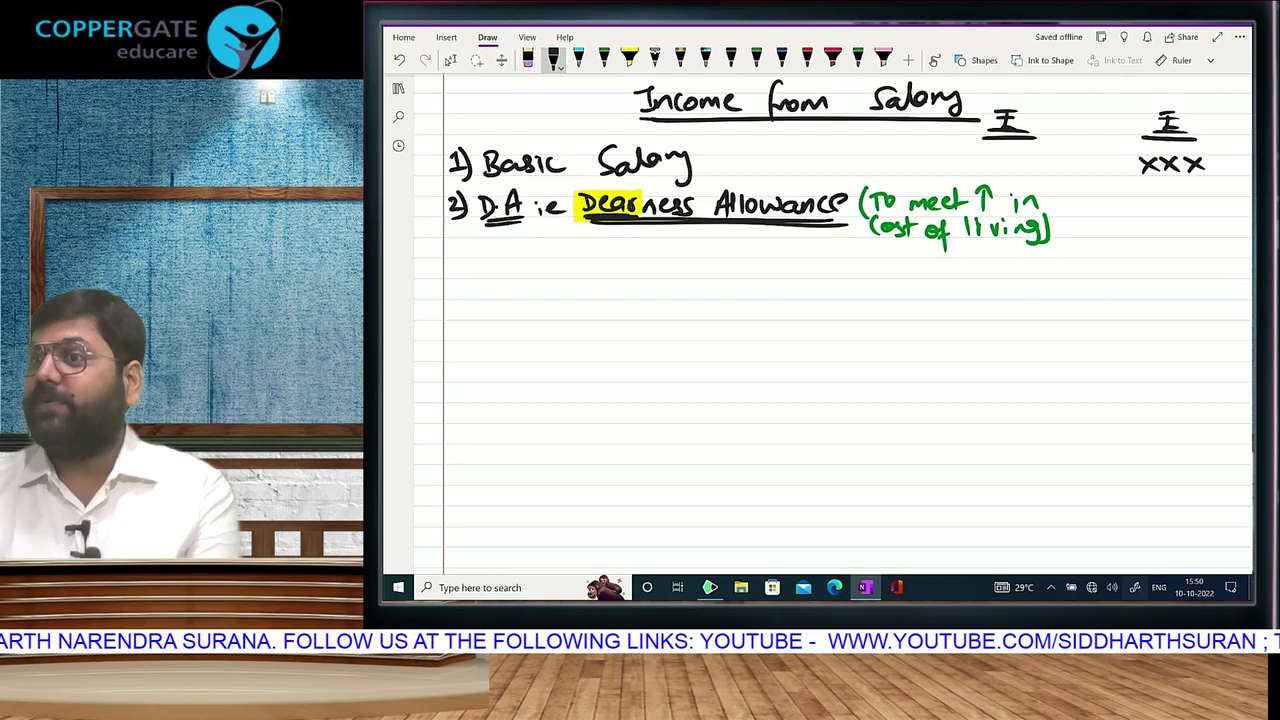 COPPERGATE
educare
Home Insert Draw View Help
Saved offline
Share
Shapes
Ink to Shape
Ink to Text
Ruler
Income from Salary
₹ ₹
1) Basic Salary xxx
2) D.A ie Dearness Allowance (To meet ↑ in
cost of living)
Type here to search
29°C
ENG
15:50
10-10-2022
ARTH NARENDRA SURANA. FOLLOW US AT THE FOLLOWING LINKS: YOUTUBE - WWW.YOUTUBE.COM/SIDDHARTHSURAN ; T